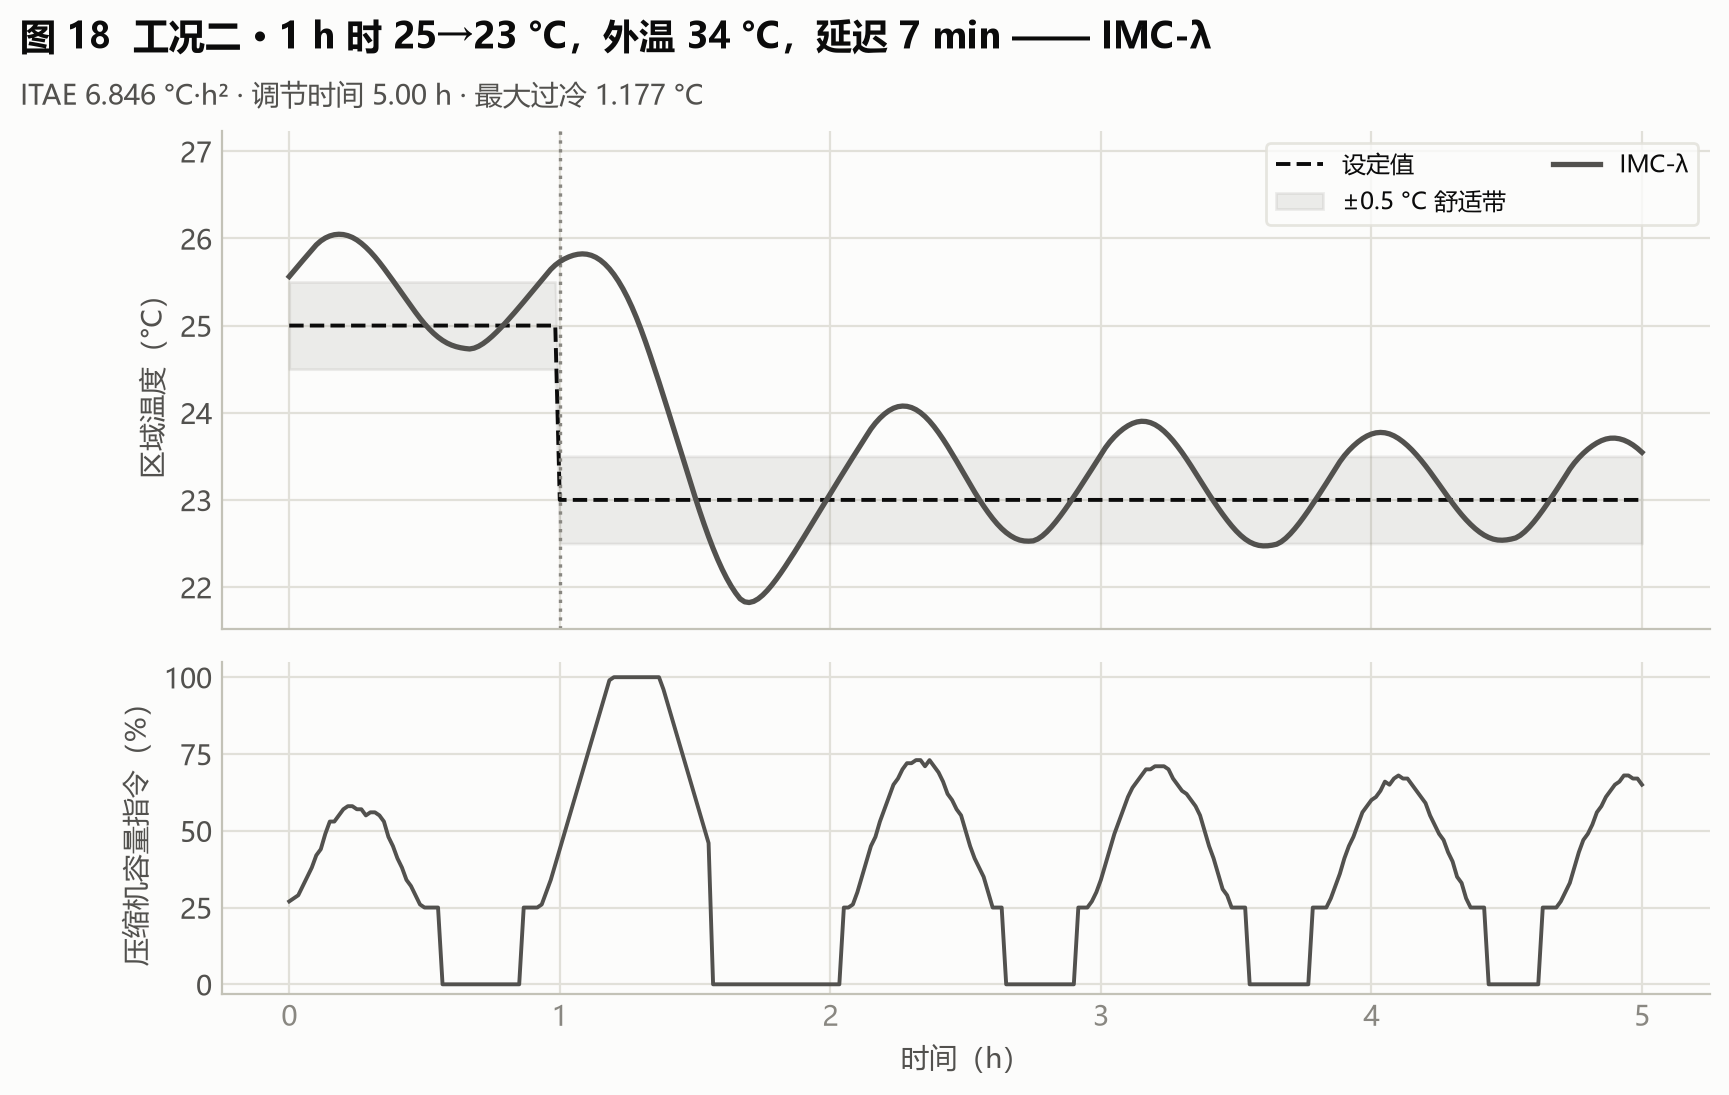 图 18 工况二 • 1 h 时 25→23 °C，外温 34 °C，延迟 7 min —— IMC-λ
ITAE 6.846 °C·h² · 调节时间 5.00 h · 最大过冷 1.177 °C
设定值
IMC-λ
±0.5 °C 舒适带
区域温度（°C）
27
26
25
24
23
22
压缩机容量指令（%）
100
75
50
25
0
0 1 2 3 4 5
时间（h）